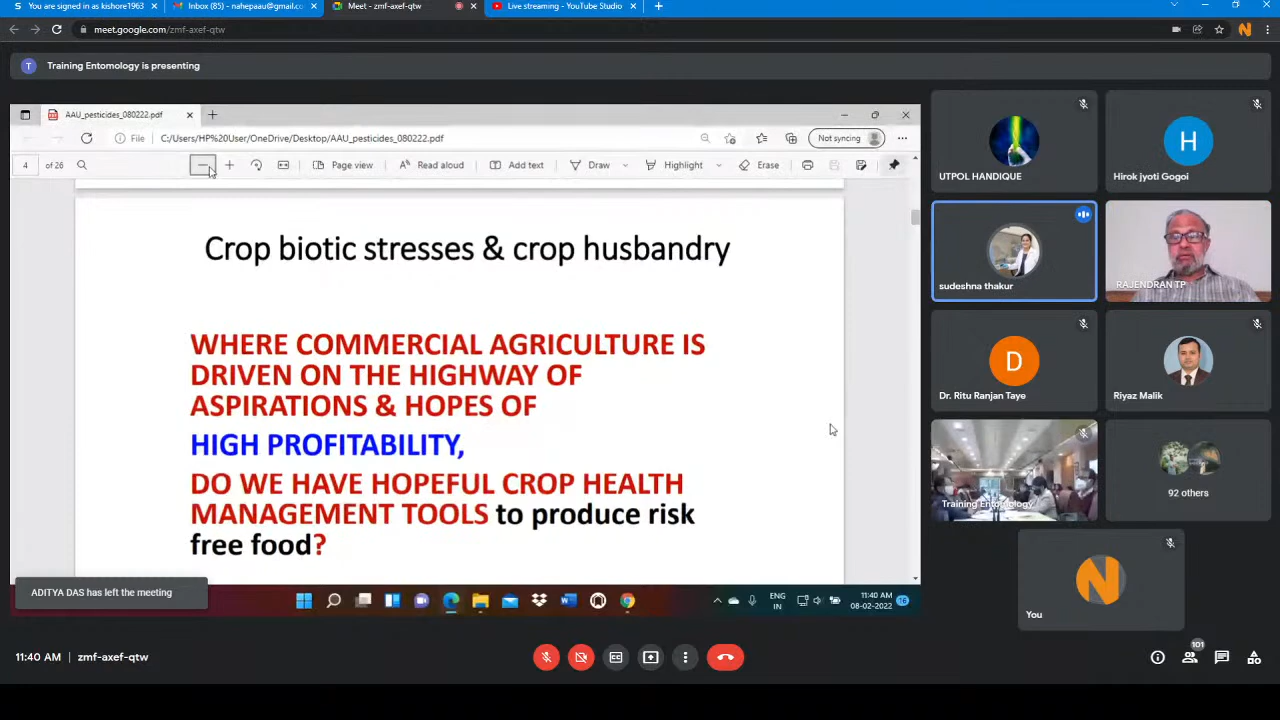 You are signed in as kishore1963
Inbox (85) - nahepaau@gmail.co
Meet - zmf-axef-qtw
Live streaming - YouTube Studio
meet.google.com/zmf-axef-qtw
T
Training Entomology is presenting
AAU_pesticides_080222.pdf
File
C:/Users/HP%20User/OneDrive/Desktop/AAU_pesticides_080222.pdf
Not syncing
4 of 26
Page view
Read aloud
Add text
Draw
Highlight
Erase
Crop biotic stresses & crop husbandry
WHERE COMMERCIAL AGRICULTURE IS
DRIVEN ON THE HIGHWAY OF
ASPIRATIONS & HOPES OF
HIGH PROFITABILITY,
DO WE HAVE HOPEFUL CROP HEALTH
MANAGEMENT TOOLS to produce risk
free food?
ADITYA DAS has left the meeting
ENG
IN
11:40 AM
08-02-2022
UTPOL HANDIQUE
H
Hirok jyoti Gogoi
sudeshna thakur
RAJENDRAN TP
D
Dr. Ritu Ranjan Taye
Riyaz Malik
Training Entomology
92 others
N
You
11:40 AM | zmf-axef-qtw
101